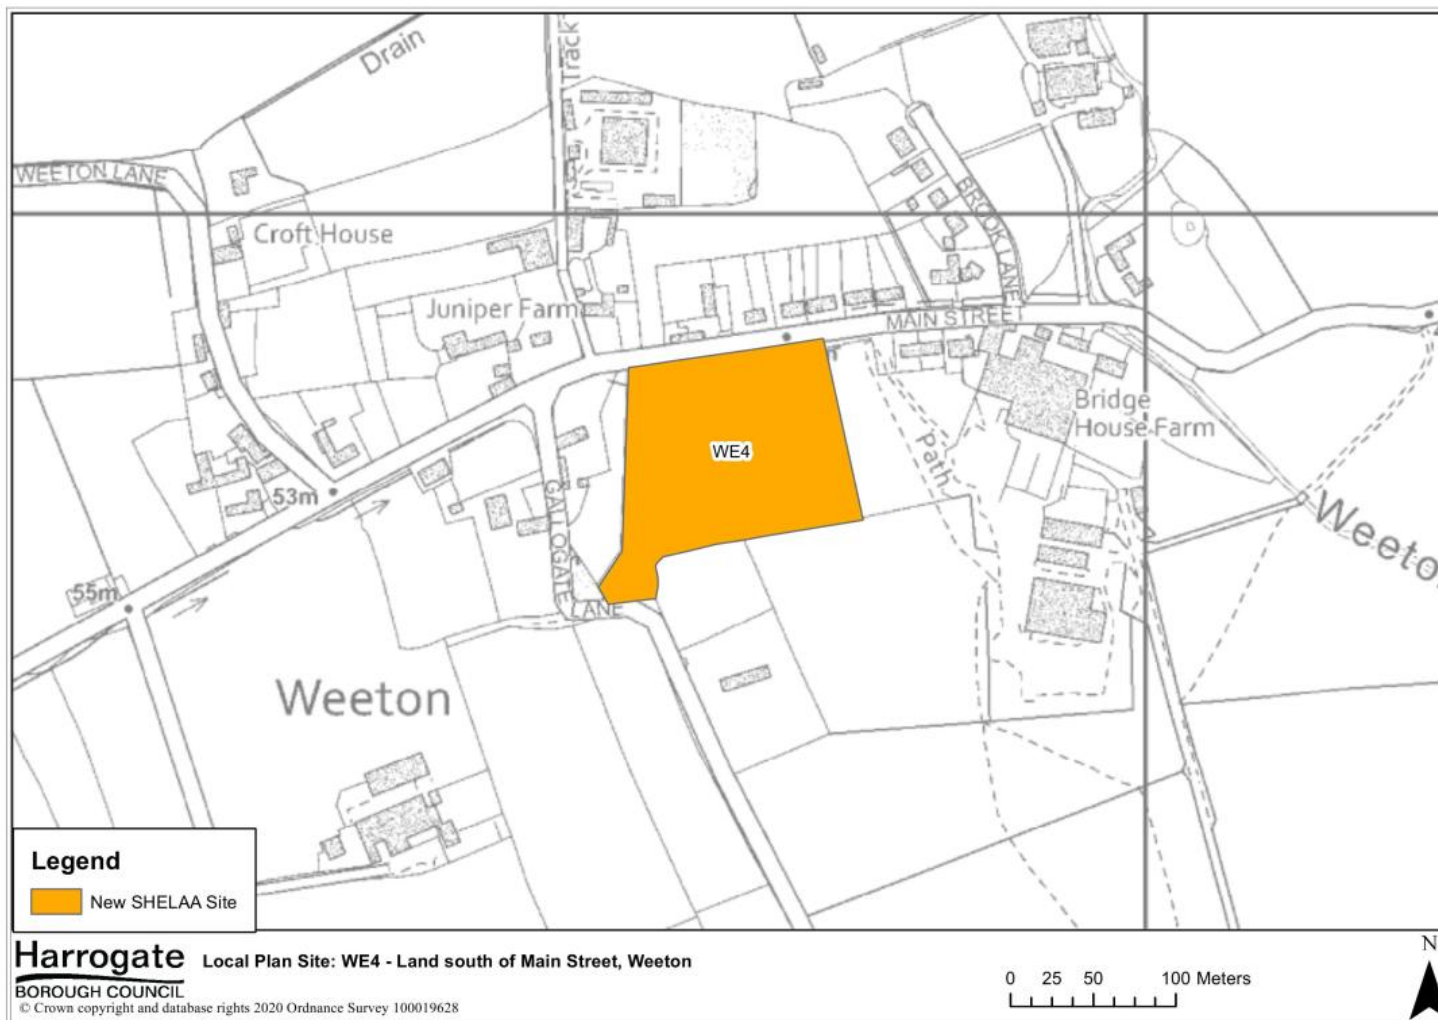 Drain
Track
WEETON LANE
Croft House
BROOK LANE
Juniper Farm
MAIN STREET
WE4
Bridge
House Farm
Path
53m
GALLOGATE LANE
Weeto
55m
Weeton
Legend
New SHELAA Site
Harrogate
BOROUGH COUNCIL
Local Plan Site: WE4 - Land south of Main Street, Weeton
© Crown copyright and database rights 2020 Ordnance Survey 100019628
0 25 50 100 Meters
N